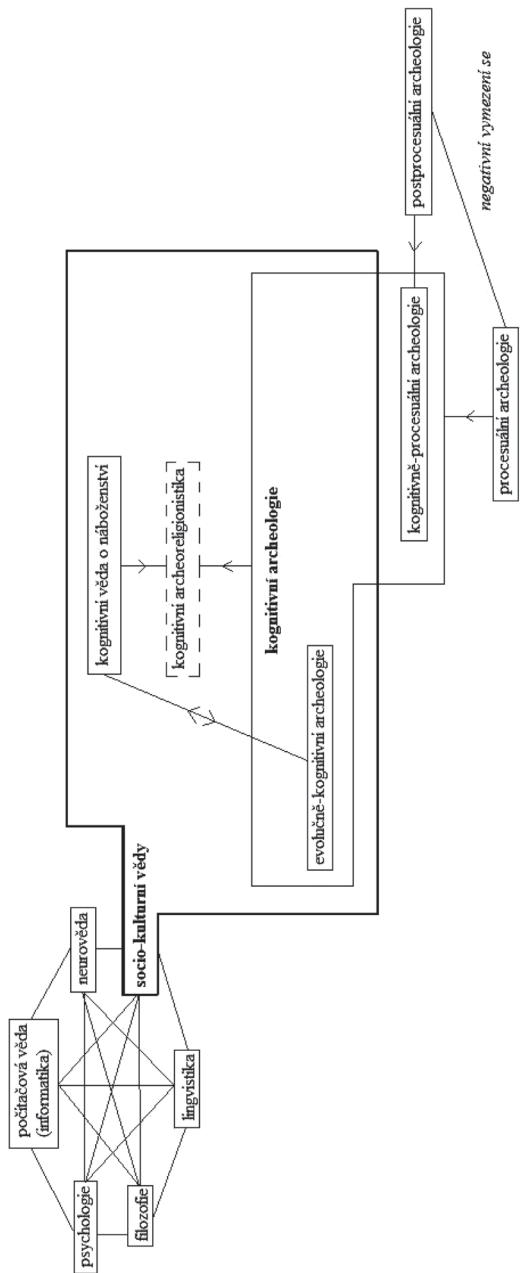 počítačová věda
(informatika)
psychologie
neurověda
filozofie
socio-kulturní vědy
lingvistika
kognitivní věda o náboženství
kognitivní archeoreligionistika
kognitivní archeologie
evolučně-kognitivní archeologie
kognitivně-procesuální archeologie
postprocesuální archeologie
procesuální archeologie
negativní vymezení se